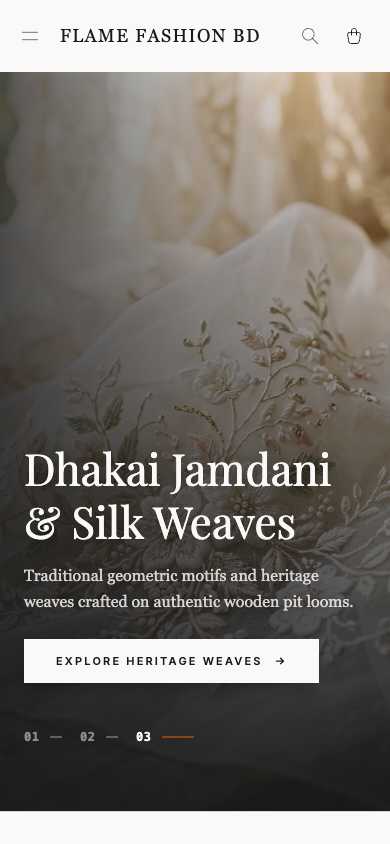 FLAME FASHION BD
Dhakai Jamdani
& Silk Weaves
Traditional geometric motifs and heritage
weaves crafted on authentic wooden pit looms.
EXPLORE HERITAGE WEAVES →
01 02 03